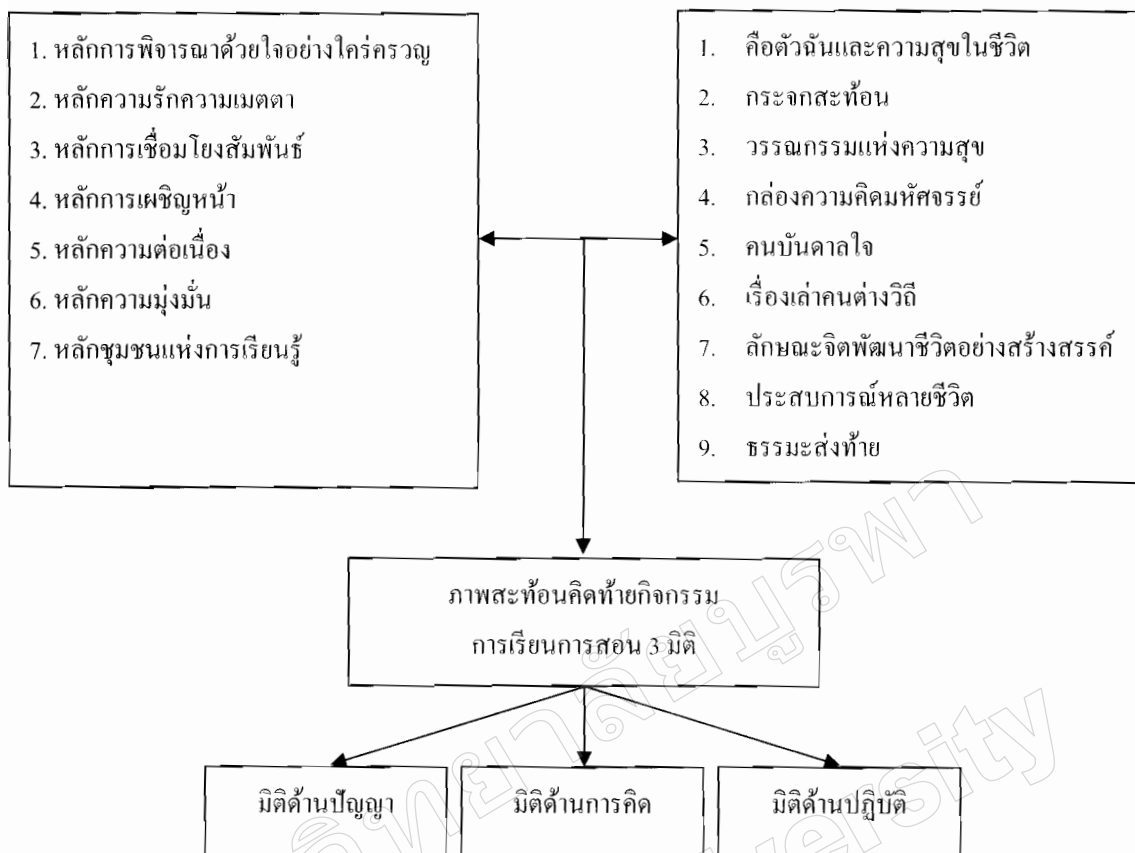 1. หลักการพิจารณาด้วยใจอย่างใคร่ครวญ
2. หลักความรักความเมตตา
3. หลักการเชื่อมโยงสัมพันธ์
4. หลักการเผชิญหน้า
5. หลักความต่อเนื่อง
6. หลักความมุ่งมั่น
7. หลักชุมชนแห่งการเรียนรู้
1. คือตัวฉันและความสุขในชีวิต
2. กระจกสะท้อน
3. วรรณกรรมแห่งความสุข
4. กล่องความคิดมหัศจรรย์
5. คนบันดาลใจ
6. เรื่องเล่าคนต่างวิถี
7. ลักษณะจิตพัฒนาชีวิตอย่างสร้างสรรค์
8. ประสบการณ์หลายชีวิต
9. ธรรมะส่งท้าย
ภาพสะท้อนคิดท้ายกิจกรรม
การเรียนการสอน 3 มิติ
มิติด้านปัญญา
มิติด้านการคิด
มิติด้านปฏิบัติ